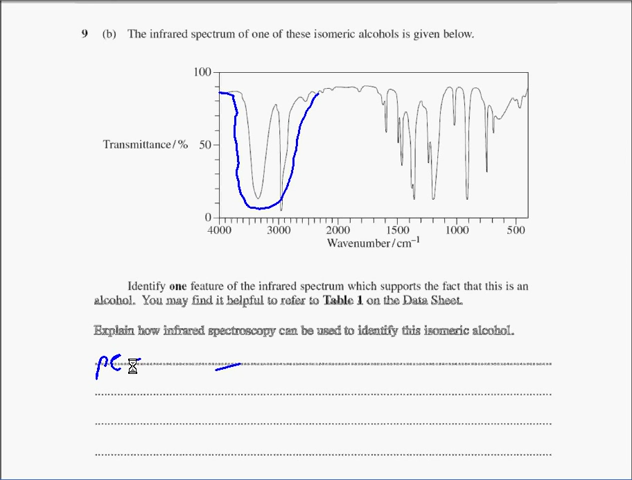 9 (b) The infrared spectrum of one of these isomeric alcohols is given below.
100
Transmittance / % 50
0
4000 3000 2000 1500 1000 500
Wavenumber / cm⁻¹
Identify one feature of the infrared spectrum which supports the fact that this is an
alcohol. You may find it helpful to refer to Table 1 on the Data Sheet.
Explain how infrared spectroscopy can be used to identify this isomeric alcohol.